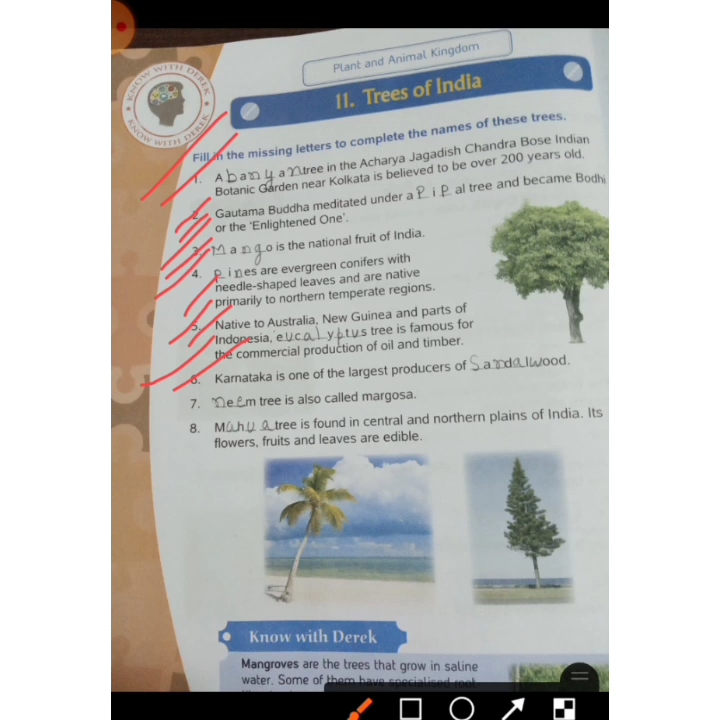 Plant and Animal Kingdom
KNOW WITH DEREK
KNOW WITH DEREK
11. Trees of India
Fill in the missing letters to complete the names of these trees.
1. A banyan tree in the Acharya Jagadish Chandra Bose Indian
Botanic Garden near Kolkata is believed to be over 200 years old.
2. Gautama Buddha meditated under a Pipal tree and became Bodhi
or the 'Enlightened One'.
3. Mango is the national fruit of India.
4. Pines are evergreen conifers with
needle-shaped leaves and are native
primarily to northern temperate regions.
5. Native to Australia, New Guinea and parts of
Indonesia, eucalyptus tree is famous for
the commercial production of oil and timber.
6. Karnataka is one of the largest producers of Sandalwood.
7. Neem tree is also called margosa.
8. Mahua tree is found in central and northern plains of India. Its
flowers, fruits and leaves are edible.
Know with Derek
Mangroves are the trees that grow in saline
water. Some of them have specialised root